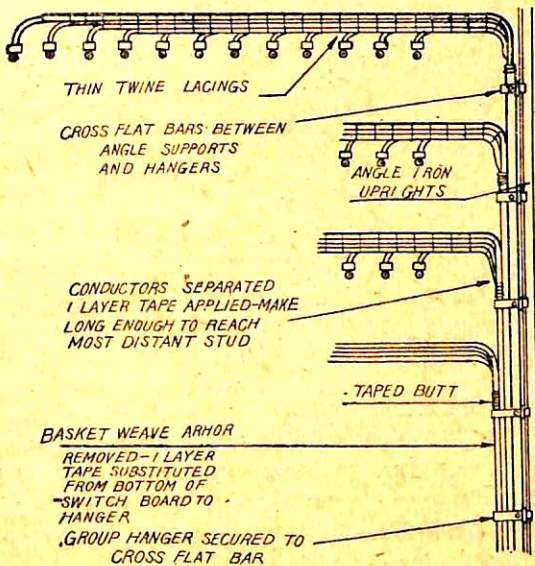 THIN TWINE LACINGS
CROSS FLAT BARS BETWEEN
ANGLE SUPPORTS
AND HANGERS
ANGLE IRON
UPRIGHTS
CONDUCTORS SEPARATED
1 LAYER TAPE APPLIED-MAKE
LONG ENOUGH TO REACH
MOST DISTANT STUD
TAPED BUTT
BASKET WEAVE ARHOR
REMOVED-1 LAYER
TAPE SUBSTITUTED
FROM BOTTOM OF
SWITCH BOARD TO
HANGER
GROUP HANGER SECURED TO
CROSS FLAT BAR